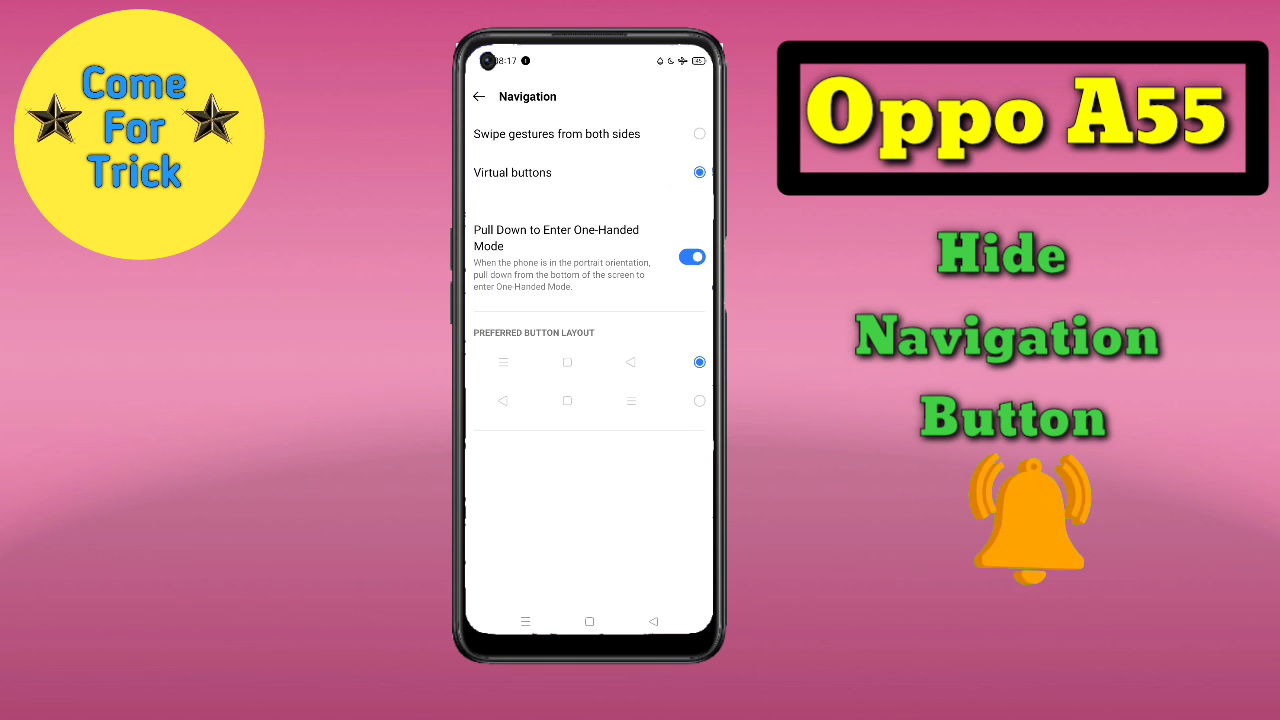 Come
For
Trick
08:17
45
Navigation
Swipe gestures from both sides
Virtual buttons
Pull Down to Enter One-Handed
Mode
When the phone is in the portrait orientation,
pull down from the bottom of the screen to
enter One-Handed Mode.
PREFERRED BUTTON LAYOUT
Oppo A55
Hide
Navigation
Button